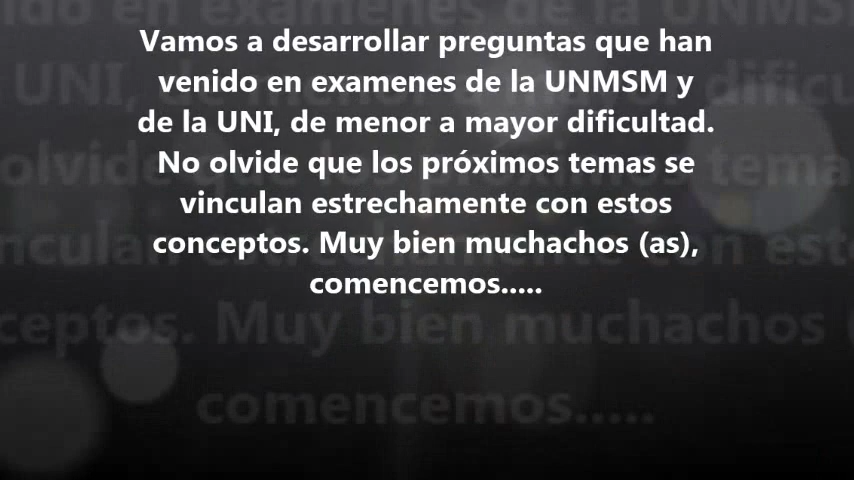 Vamos a desarrollar preguntas que han
venido en examenes de la UNMSM y
de la UNI, de menor a mayor dificultad.
No olvide que los próximos temas se
vinculan estrechamente con estos
conceptos. Muy bien muchachos (as),
comencemos.....